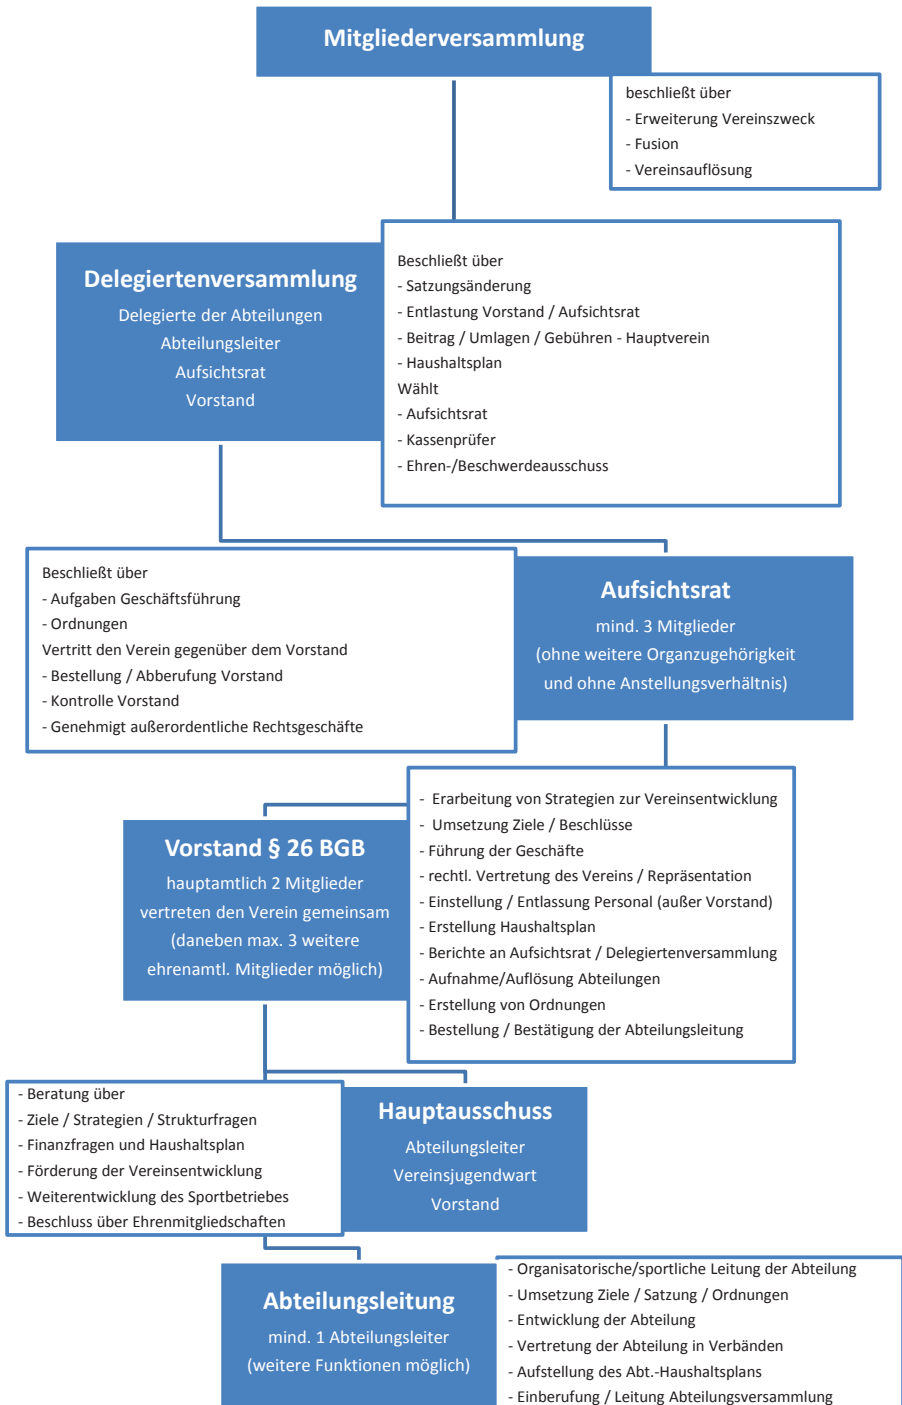 Mitgliederversammlung
beschließt über
- Erweiterung Vereinszweck
- Fusion
- Vereinsauflösung
Delegiertenversammlung
Delegierte der Abteilungen
Abteilungsleiter
Aufsichtsrat
Vorstand
Beschließt über
- Satzungsänderung
- Entlastung Vorstand / Aufsichtsrat
- Beitrag / Umlagen / Gebühren - Hauptverein
- Haushaltsplan
Wählt
- Aufsichtsrat
- Kassenprüfer
- Ehren-/Beschwerdeausschuss
Beschließt über
- Aufgaben Geschäftsführung
- Ordnungen
Vertritt den Verein gegenüber dem Vorstand
- Bestellung / Abberufung Vorstand
- Kontrolle Vorstand
- Genehmigt außerordentliche Rechtsgeschäfte
Aufsichtsrat
mind. 3 Mitglieder
(ohne weitere Organzugehörigkeit
und ohne Anstellungsverhältnis)
Vorstand § 26 BGB
hauptamtlich 2 Mitglieder
vertreten den Verein gemeinsam
(daneben max. 3 weitere
ehrenamtl. Mitglieder möglich)
- Erarbeitung von Strategien zur Vereinsentwicklung
- Umsetzung Ziele / Beschlüsse
- Führung der Geschäfte
- rechtl. Vertretung des Vereins / Repräsentation
- Einstellung / Entlassung Personal (außer Vorstand)
- Erstellung Haushaltsplan
- Berichte an Aufsichtsrat / Delegiertenversammlung
- Aufnahme/Auflösung Abteilungen
- Erstellung von Ordnungen
- Bestellung / Bestätigung der Abteilungsleitung
- Beratung über
- Ziele / Strategien / Strukturfragen
- Finanzfragen und Haushaltsplan
- Förderung der Vereinsentwicklung
- Weiterentwicklung des Sportbetriebes
- Beschluss über Ehrenmitgliedschaften
Hauptausschuss
Abteilungsleiter
Vereinsjugendwart
Vorstand
Abteilungsleitung
mind. 1 Abteilungsleiter
(weitere Funktionen möglich)
- Organisatorische/sportliche Leitung der Abteilung
- Umsetzung Ziele / Satzung / Ordnungen
- Entwicklung der Abteilung
- Vertretung der Abteilung in Verbänden
- Aufstellung des Abt.-Haushaltsplans
- Einberufung / Leitung Abteilungsversammlung